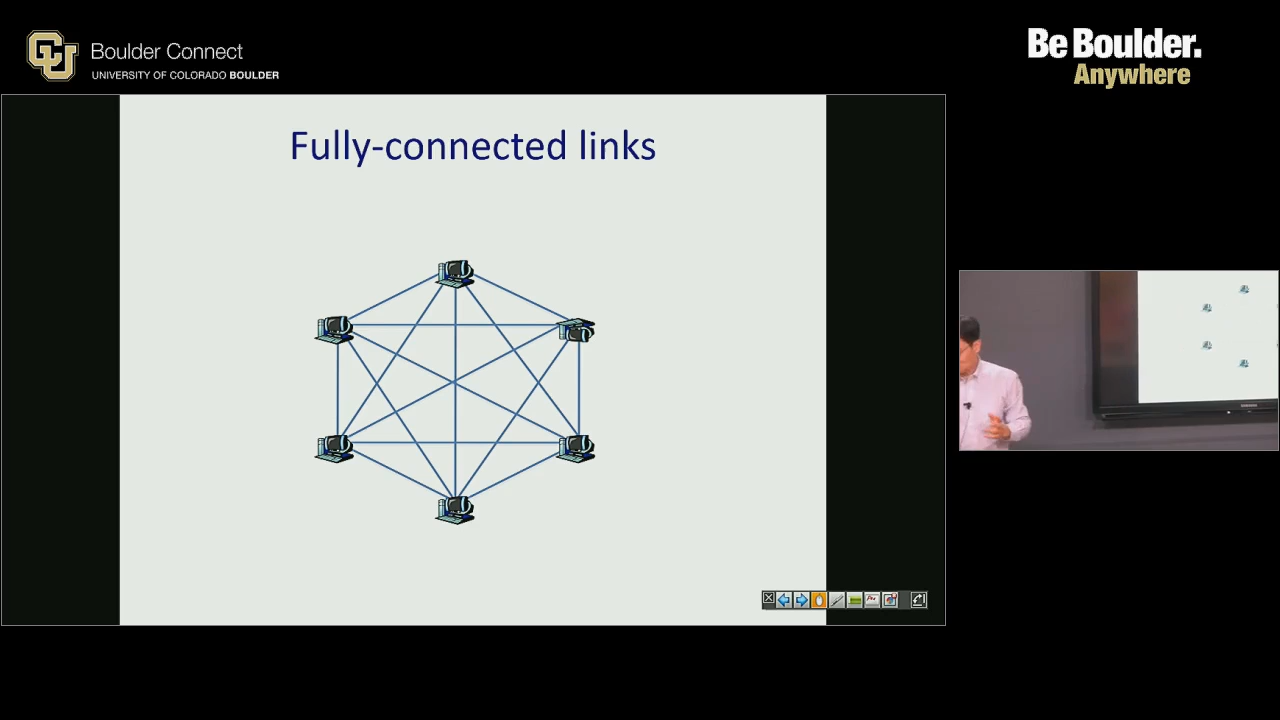 Boulder Connect
UNIVERSITY OF COLORADO BOULDER
Be Boulder.
Anywhere
Fully-connected links